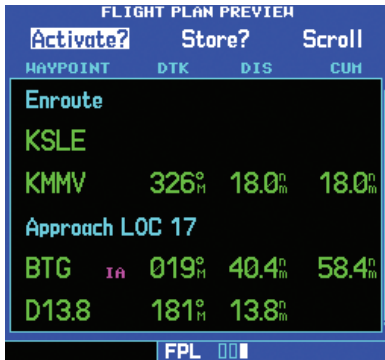 FLIGHT PLAN PREVIEW
Activate? Store? Scroll
WAYPOINT DTK DIS CUM
Enroute
KSLE
KMMV 326°M 18.0nm 18.0nm
Approach LOC 17
BTG IA 019°M 40.4nm 58.4nm
D13.8 181°M 13.8nm
FPL